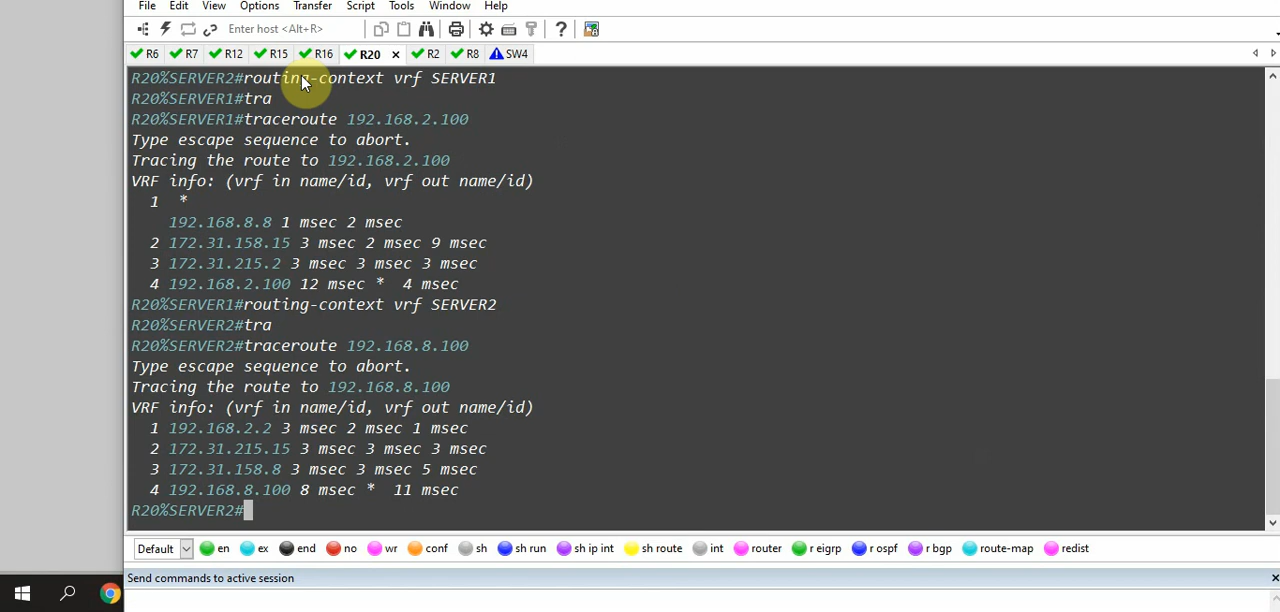 File Edit View Options Transfer Script Tools Window Help
Enter host <Alt+R>
R6 R7 R12 R15 R16 R20 × R2 R8 SW4
R20%SERVER2#routing-context vrf SERVER1
R20%SERVER1#tra
R20%SERVER1#traceroute 192.168.2.100
Type escape sequence to abort.
Tracing the route to 192.168.2.100
VRF info: (vrf in name/id, vrf out name/id)
1 *
192.168.8.8 1 msec 2 msec
2 172.31.158.15 3 msec 2 msec 9 msec
3 172.31.215.2 3 msec 3 msec 3 msec
4 192.168.2.100 12 msec * 4 msec
R20%SERVER1#routing-context vrf SERVER2
R20%SERVER2#tra
R20%SERVER2#traceroute 192.168.8.100
Type escape sequence to abort.
Tracing the route to 192.168.8.100
VRF info: (vrf in name/id, vrf out name/id)
1 192.168.2.2 3 msec 2 msec 1 msec
2 172.31.215.15 3 msec 3 msec 3 msec
3 172.31.158.8 3 msec 3 msec 5 msec
4 192.168.8.100 8 msec * 11 msec
R20%SERVER2#
Default en ex end no wr conf sh sh run sh ip int sh route int router r eigrp r ospf r bgp route-map redist
Send commands to active session